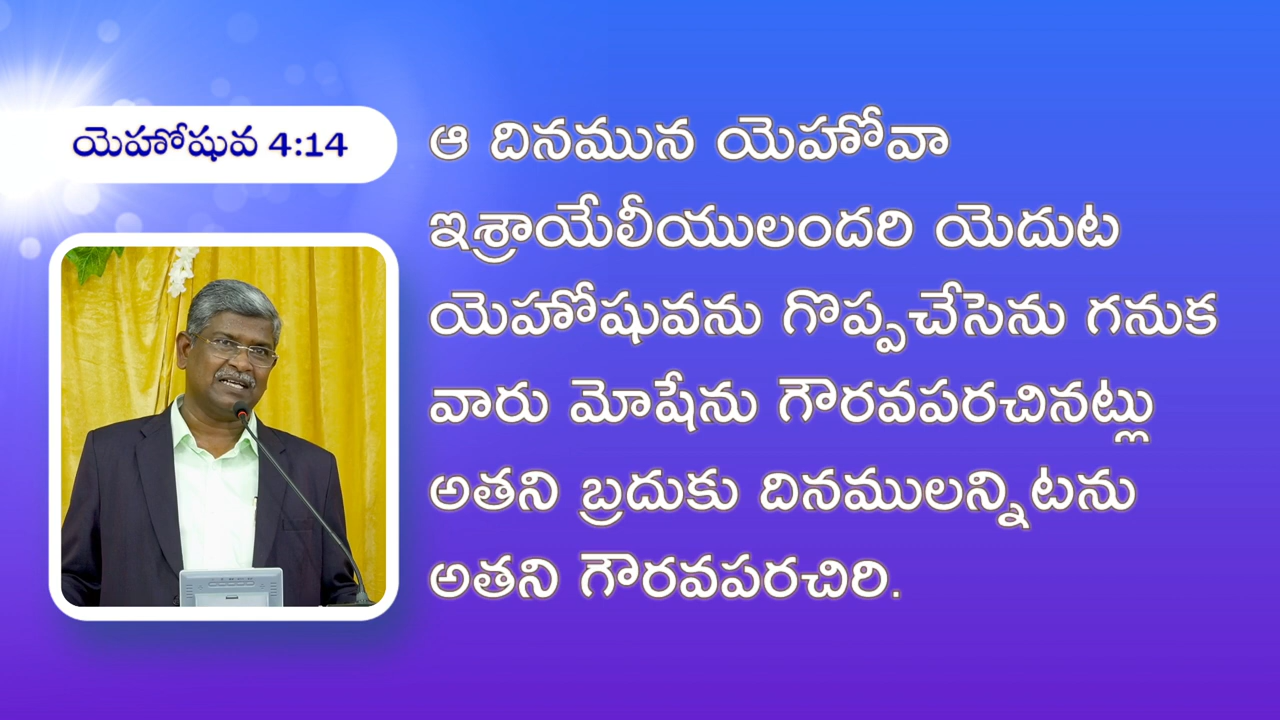 యెహోషువ 4:14
ఆ దినమున యెహోవా
ఇశ్రాయేలీయులందరి యెదుట
యెహోషువను గొప్పచేసెను గనుక
వారు మోషేను గౌరవపరచినట్లు
అతని బ్రదుకు దినములన్నిటను
అతని గౌరవపరచిరి.